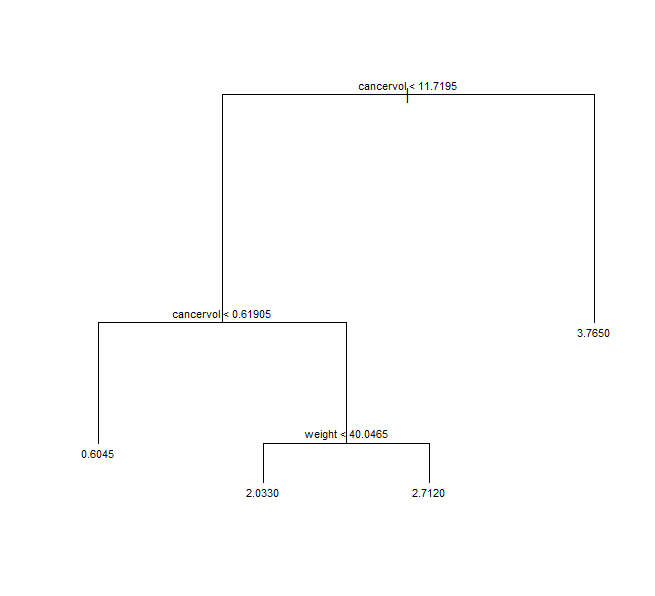 cancervol < 11.7195
cancervol < 0.61905
3.7650
weight < 40.0465
0.6045
2.0330
2.7120